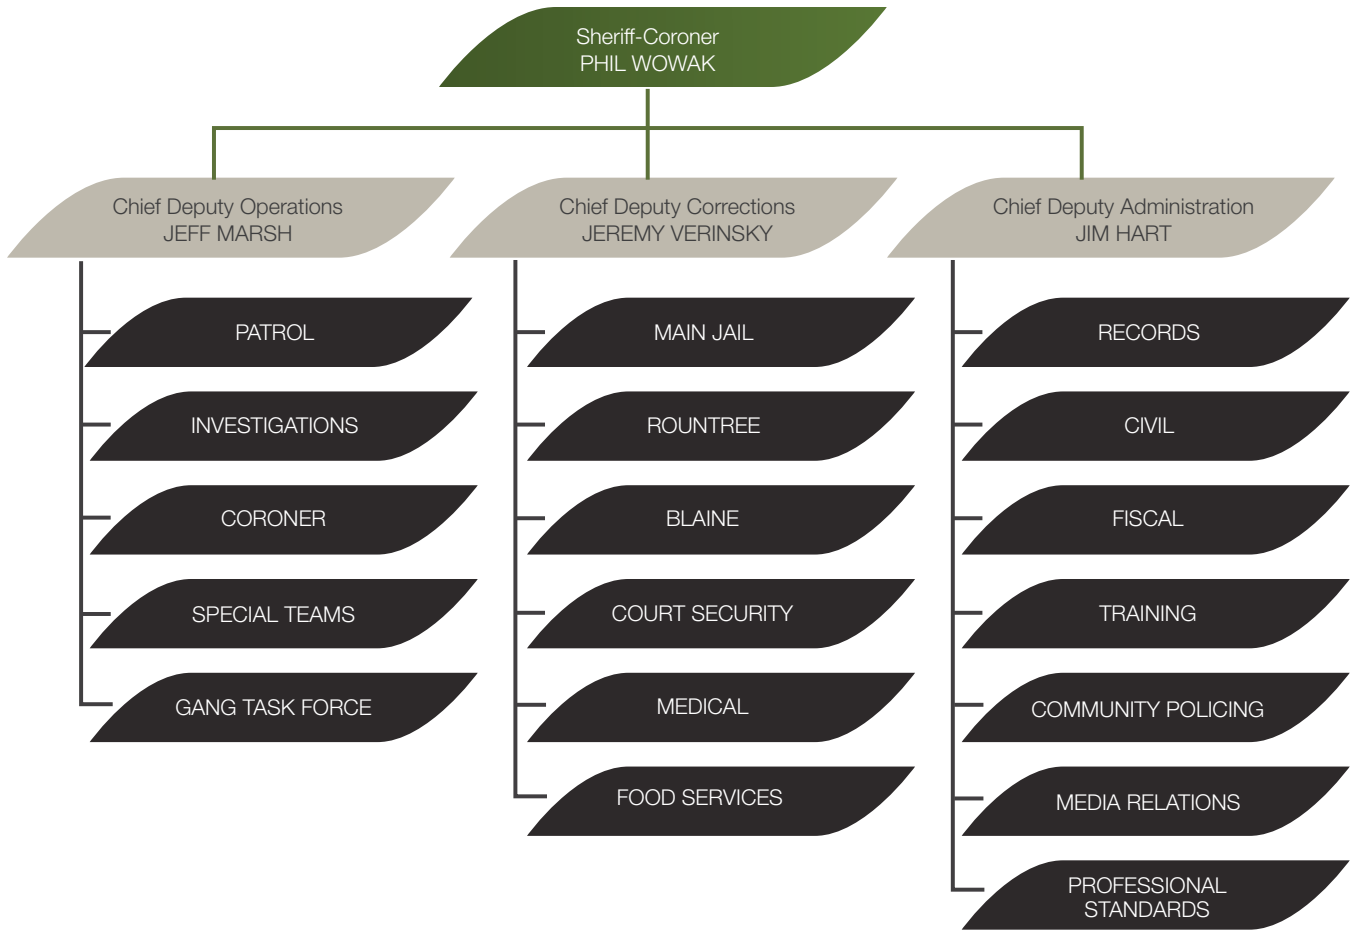 Sheriff-Coroner
PHIL WOWAK
Chief Deputy Operations
JEFF MARSH
PATROL
INVESTIGATIONS
CORONER
SPECIAL TEAMS
GANG TASK FORCE
Chief Deputy Corrections
JEREMY VERINSKY
MAIN JAIL
ROUNTREE
BLAINE
COURT SECURITY
MEDICAL
FOOD SERVICES
Chief Deputy Administration
JIM HART
RECORDS
CIVIL
FISCAL
TRAINING
COMMUNITY POLICING
MEDIA RELATIONS
PROFESSIONAL
STANDARDS